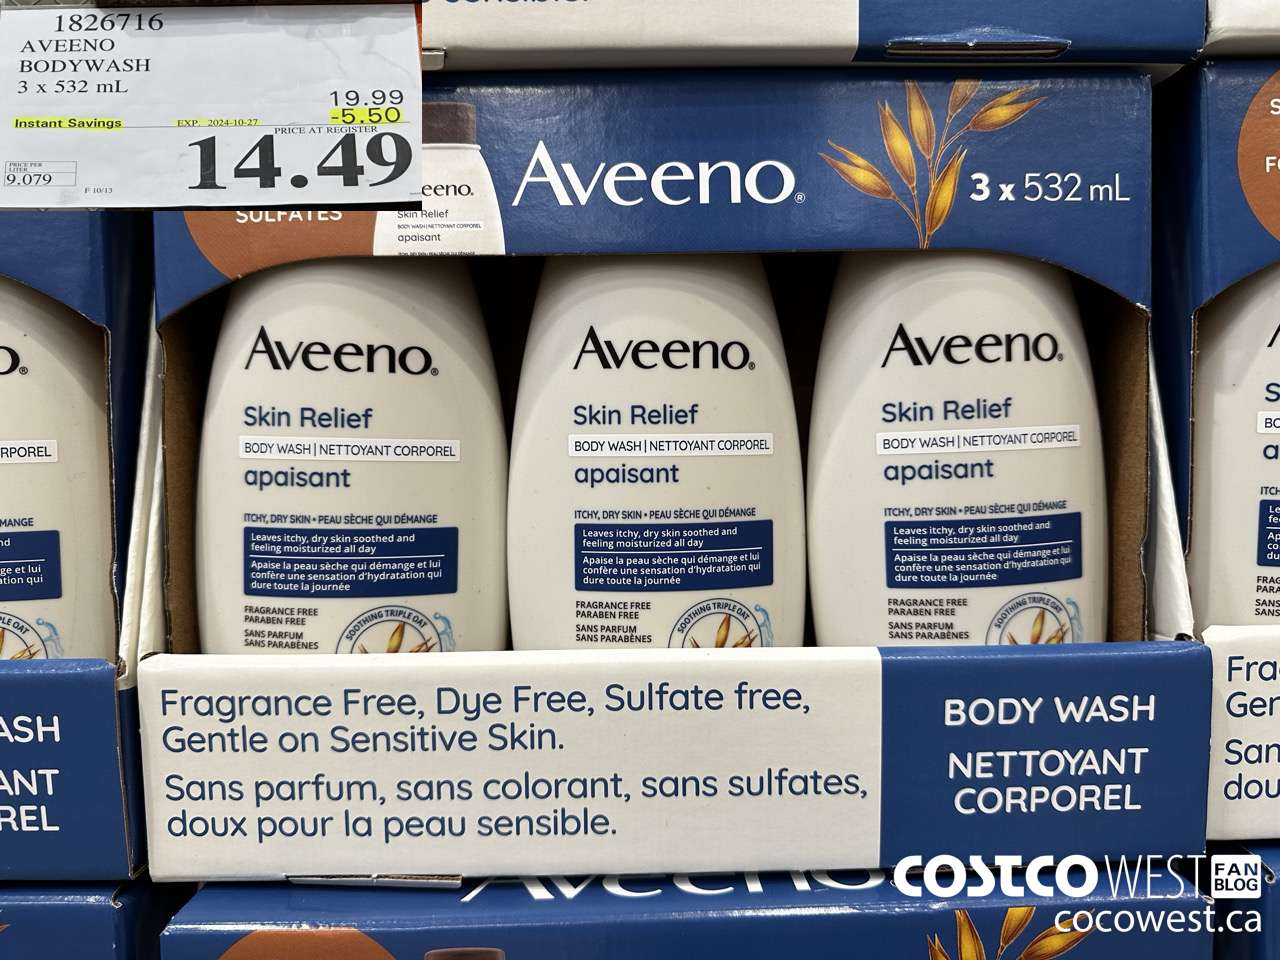 1826716
AVEENO
BODYWASH
3 x 532 mL
19.99
Instant Savings EXP. 2024-10-27 -5.50
PRICE AT REGISTER
14.49
PRICE PER
LITER
9.079
F 10/13
SULFATES
eeno.
Skin Relief
BODY WASH | NETTOYANT CORPOREL
apaisant
Aveeno®
3 x 532 mL
Aveeno®
Skin Relief
BODY WASH | NETTOYANT CORPOREL
apaisant
ITCHY, DRY SKIN • PEAU SÈCHE QUI DÉMANGE
Leaves itchy, dry skin soothed and
feeling moisturized all day
Apaise la peau sèche qui démange et lui
confère une sensation d'hydratation qui
dure toute la journée
FRAGRANCE FREE
PARABEN FREE
SANS PARFUM
SANS PARABÈNES
SOOTHING TRIPLE OAT
Aveeno®
Skin Relief
BODY WASH | NETTOYANT CORPOREL
apaisant
ITCHY, DRY SKIN • PEAU SÈCHE QUI DÉMANGE
Leaves itchy, dry skin soothed and
feeling moisturized all day
Apaise la peau sèche qui démange et lui
confère une sensation d'hydratation qui
dure toute la journée
FRAGRANCE FREE
PARABEN FREE
SANS PARFUM
SANS PARABÈNES
SOOTHING TRIPLE OAT
Aveeno®
Skin Relief
BODY WASH | NETTOYANT CORPOREL
apaisant
ITCHY, DRY SKIN • PEAU SÈCHE QUI DÉMANGE
Leaves itchy, dry skin soothed and
feeling moisturized all day
Apaise la peau sèche qui démange et lui
confère une sensation d'hydratation qui
dure toute la journée
FRAGRANCE FREE
PARABEN FREE
SANS PARFUM
SANS PARABÈNES
SOOTHING TRIPLE OAT
Fragrance Free, Dye Free, Sulfate free,
Gentle on Sensitive Skin.
Sans parfum, sans colorant, sans sulfates,
doux pour la peau sensible.
BODY WASH
NETTOYANT
CORPOREL
COSTCO WEST FAN BLOG
cocowest.ca